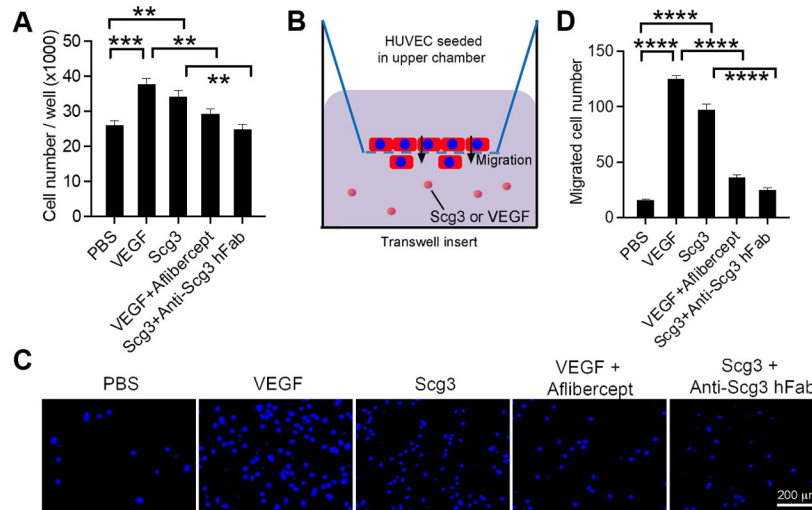 A
**
***
**
**
Cell number / well (x1000)
50
40
30
20
10
0
PBS
VEGF
Scg3
VEGF+Aflibercept
Scg3+Anti-Scg3 hFab
B
HUVEC seeded
in upper chamber
Migration
Scg3 or VEGF
Transwell insert
D
****
**** ****
****
Migrated cell number
150
100
50
0
PBS
VEGF
Scg3
VEGF+Aflibercept
Scg3+Anti-Scg3 hFab
C
PBS
VEGF
Scg3
VEGF +
Aflibercept
Scg3 +
Anti-Scg3 hFab
200 μm